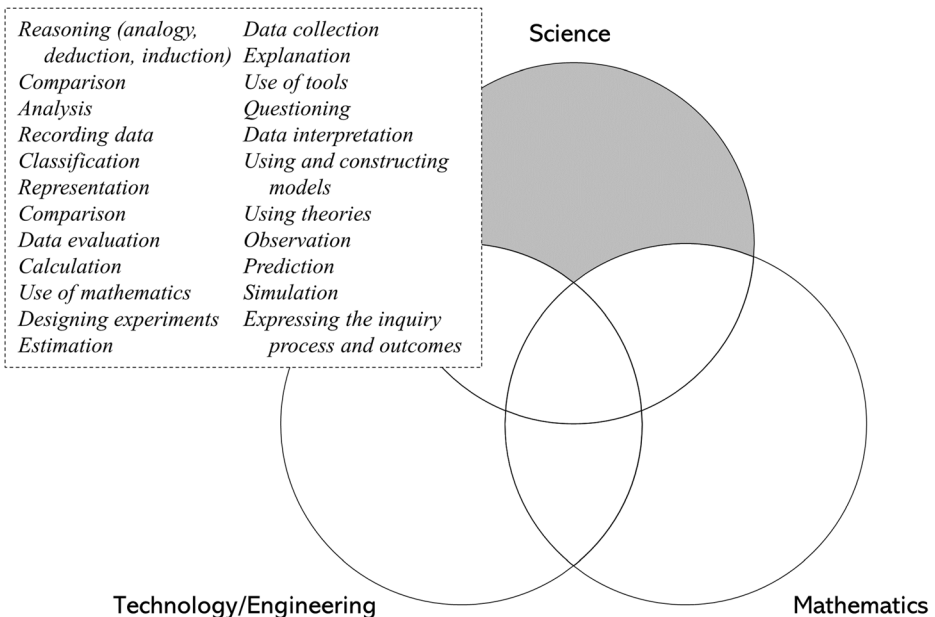 Reasoning (analogy,
deduction, induction)
Comparison
Analysis
Recording data
Classification
Representation
Comparison
Data evaluation
Calculation
Use of mathematics
Designing experiments
Estimation
Data collection
Explanation
Use of tools
Questioning
Data interpretation
Using and constructing
models
Using theories
Observation
Prediction
Simulation
Expressing the inquiry
process and outcomes
Science
Technology/Engineering
Mathematics